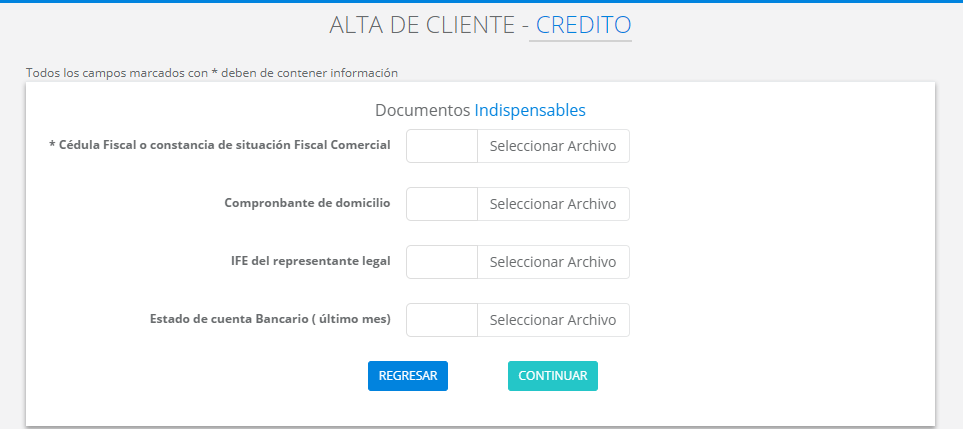 ALTA DE CLIENTE - CREDITO
Todos los campos marcados con * deben de contener información
Documentos Indispensables
* Cédula Fiscal o constancia de situación Fiscal Comercial Seleccionar Archivo
Compronbante de domicilio Seleccionar Archivo
IFE del representante legal Seleccionar Archivo
Estado de cuenta Bancario ( último mes) Seleccionar Archivo
REGRESAR CONTINUAR